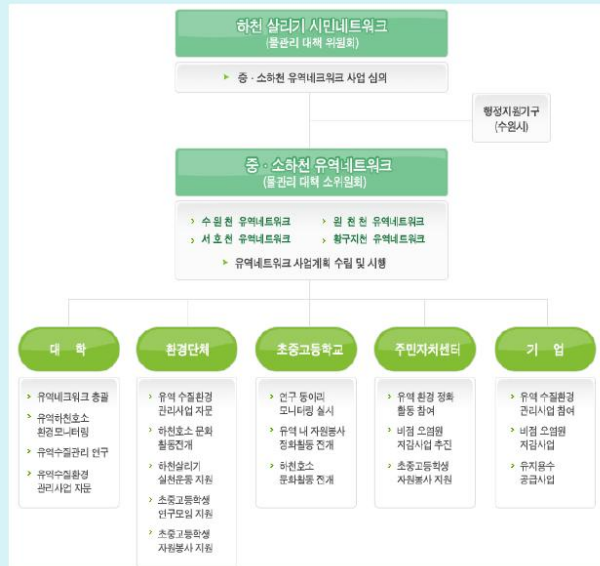 하천 살리기 시민네트워크
(물관리 대책 위원회)
중 · 소하천 유역네크워크 사업 심의
행정지원기구
(수원시)
중 · 소하천 유역네트워크
(물관리 대책 소위원회)
수원천 유역네트워크
원 천 천 유역네트워크
서 호 천 유역네트워크
황구지천 유역네트워크
유역네트워크 사업계획 수립 및 시행
대 학
유역네크워크 총괄
유역하천호소
환경모니터링
유역수질관리 연구
유역수질환경
관리사업 자문
환경단체
유역 수질환경
관리사업 자문
하천호소 문화
활동전개
하천살리기
실천운동 지원
초중고등학생
연구모임 지원
초중고등학생
자원봉사 지원
초중고등학교
연구 동아리
모니터링 실시
유역 내 자원봉사
정화활동 전개
하천호소
문화활동 전개
주민자치센터
유역 환경 정화
활동 참여
비점 오염원
지감사업 추진
초중고등학생
자원봉사 지원
기 업
유역 수질환경
관리사업 참여
비점 오염원
지감사업
유지용수
공급사업